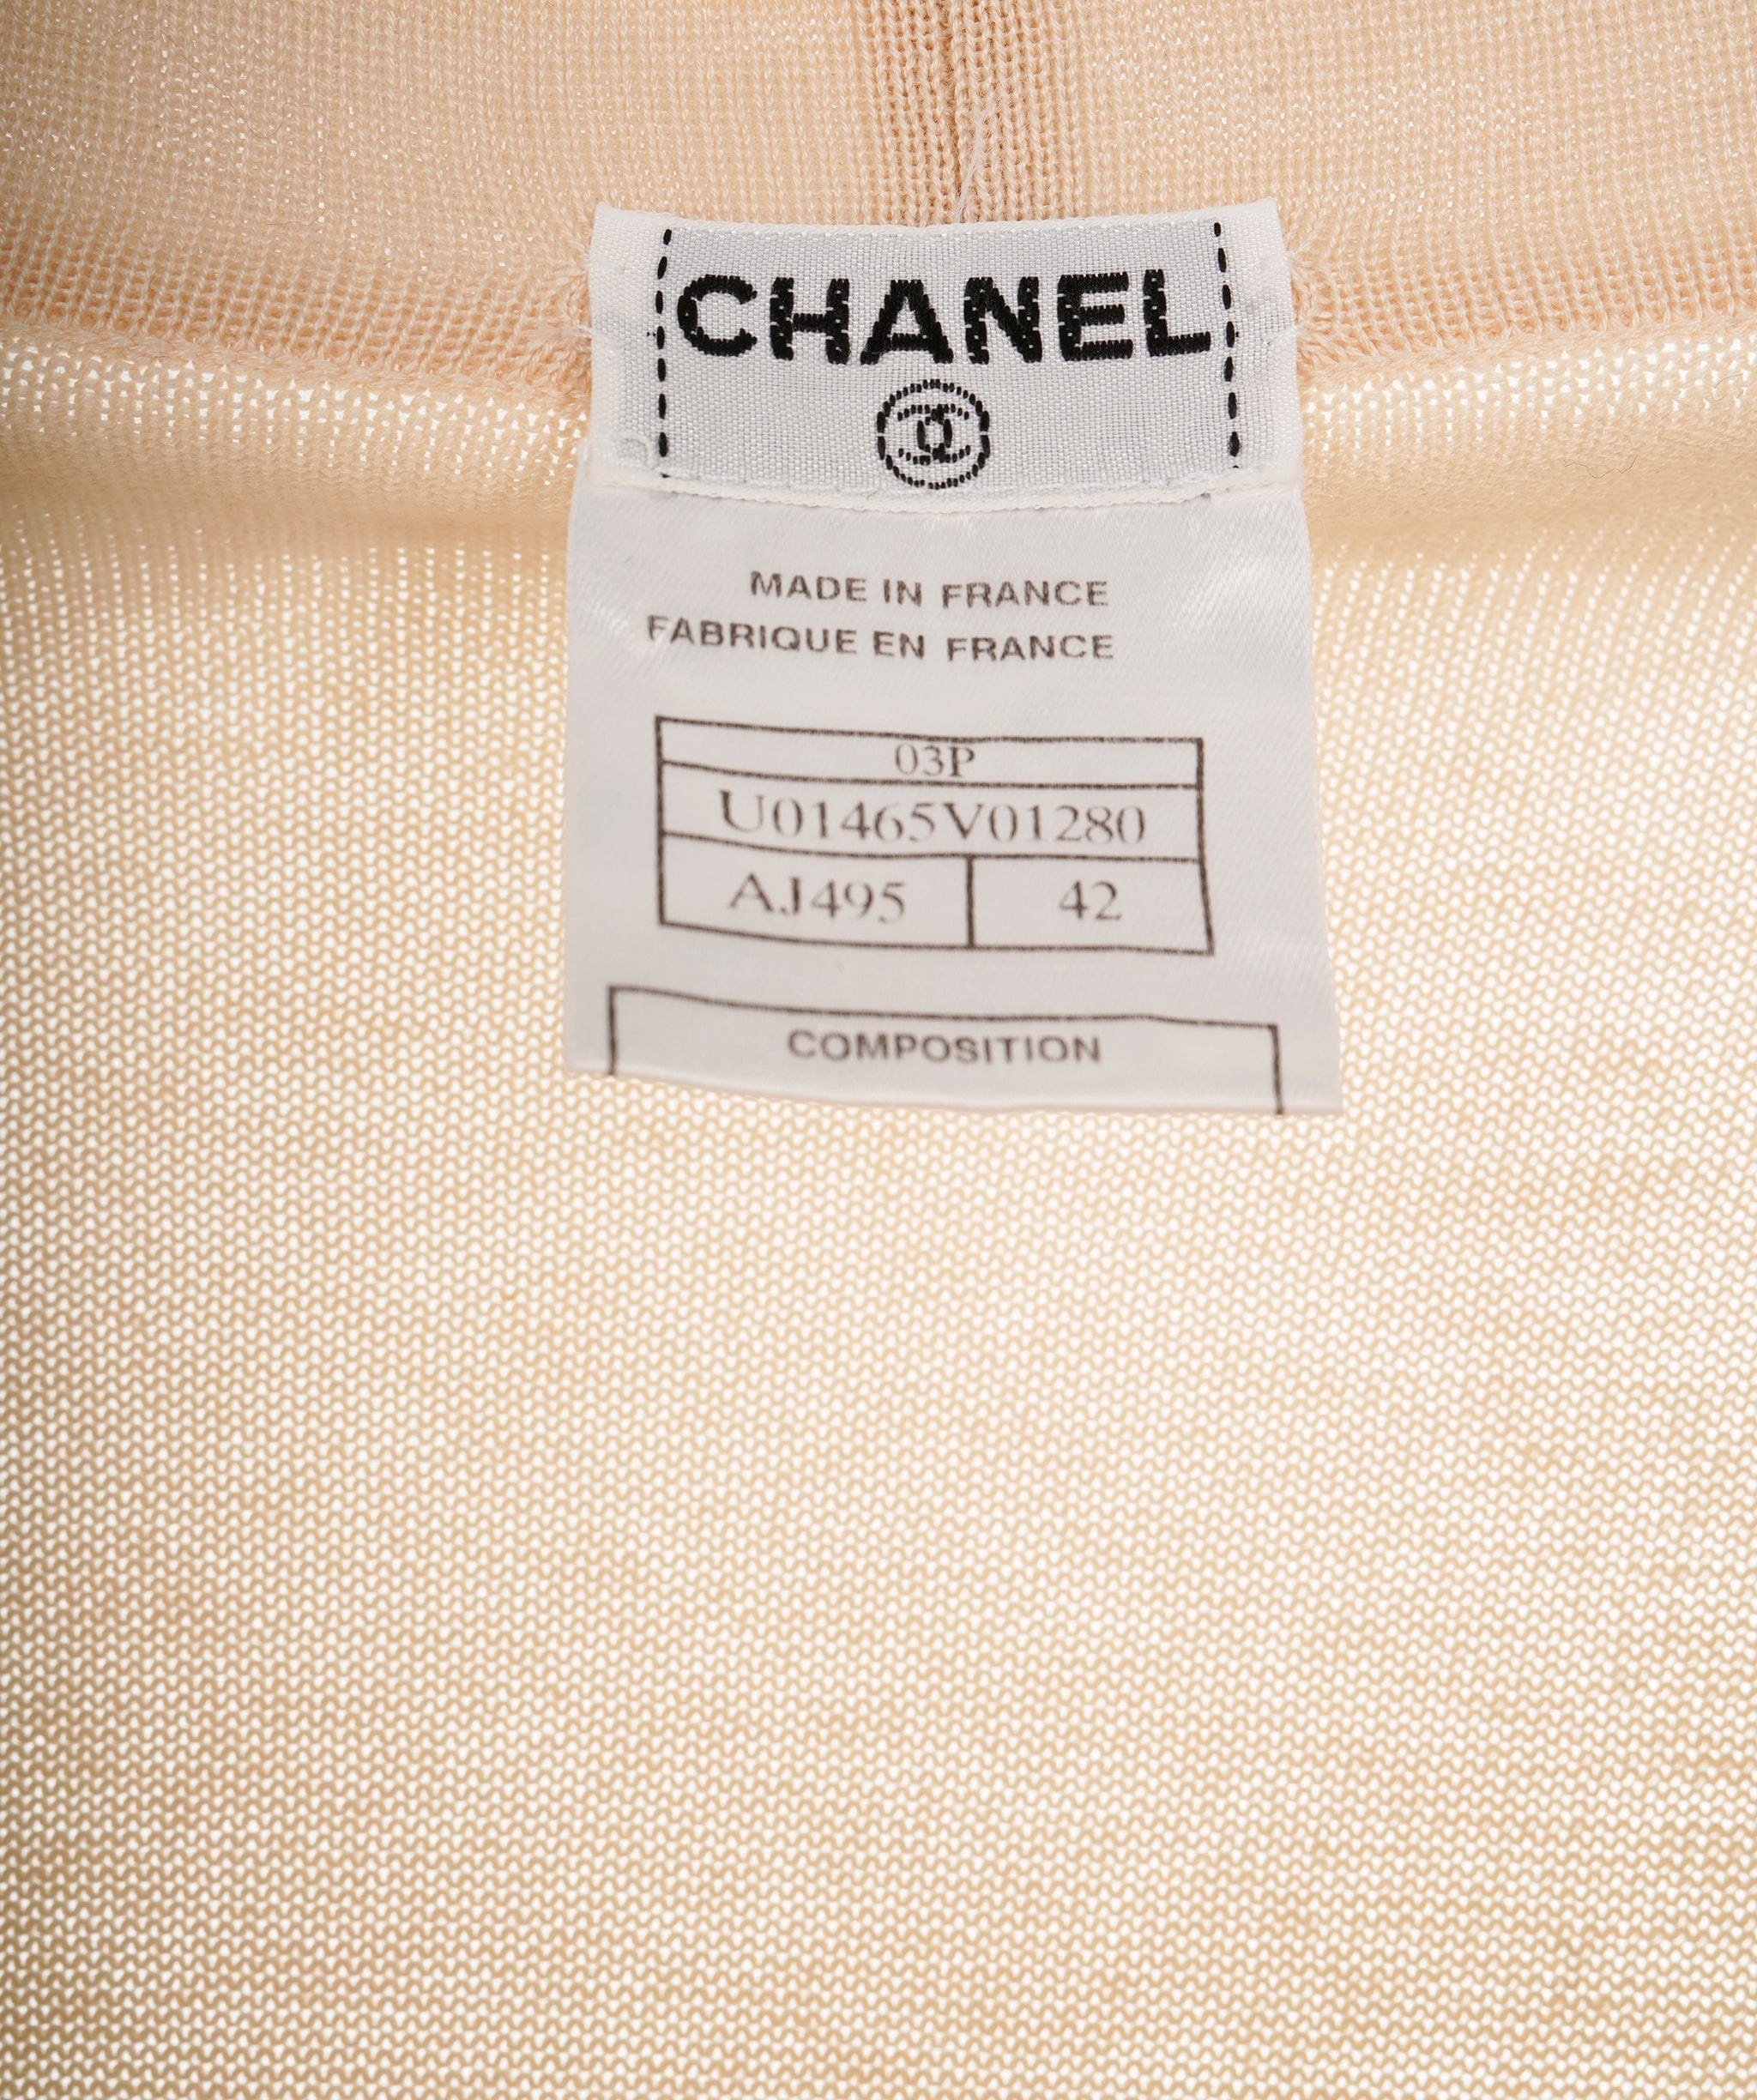 CHANEL
MADE IN FRANCE
FABRIQUE EN FRANCE
03P
U01465V01280
AJ495 42
COMPOSITION